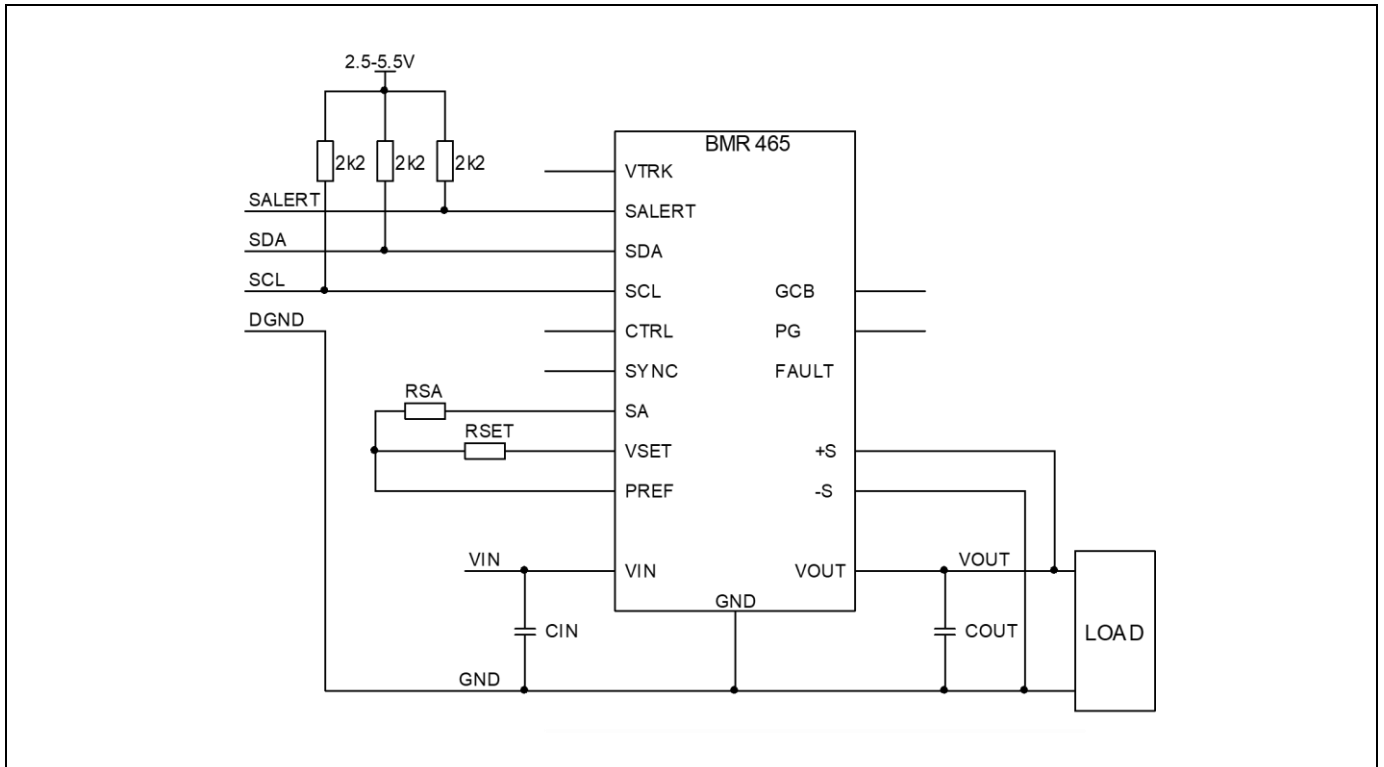 2.5-5.5V
BMR 465
2k2
2k2
2k2
VTRK
SALERT
SALERT
SDA
SDA
SCL
SCL
GCB
DGND
CTRL
PG
SYNC
FAULT
RSA
SA
RSET
VSET
+S
PREF
-S
VIN
VIN
VOUT
VOUT
GND
CIN
COUT
LOAD
GND